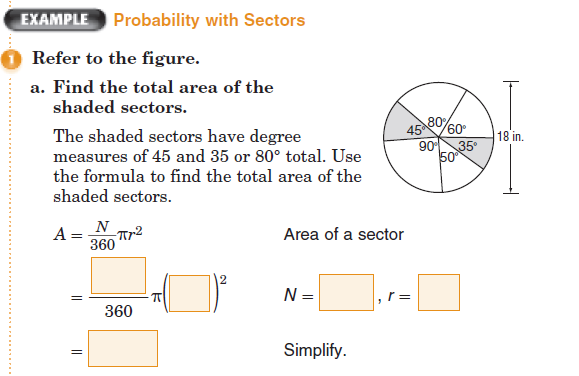 EXAMPLE Probability with Sectors
1 Refer to the figure.
a. Find the total area of the
shaded sectors.
The shaded sectors have degree
measures of 45 and 35 or 80° total. Use
the formula to find the total area of the
shaded sectors.
80°
45° 60°
90° 35°
50°
18 in.
A = N/360 πr² Area of a sector
= /360 π( )² N = , r =
= Simplify.